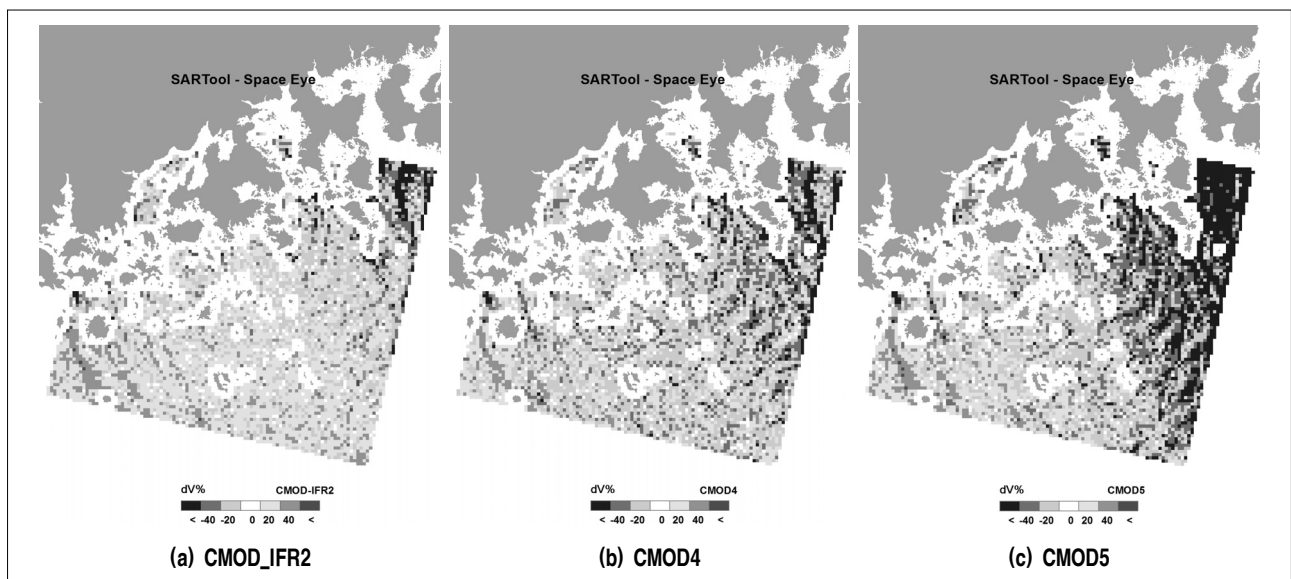 SARTool - Space Eye
SARTool - Space Eye
SARTool - Space Eye
dV% CMOD-IFR2
< -40 -20 0 20 40 <
(a) CMOD_IFR2
dV% CMOD4
< -40 -20 0 20 40 <
(b) CMOD4
dV% CMOD5
< -40 -20 0 20 40 <
(c) CMOD5